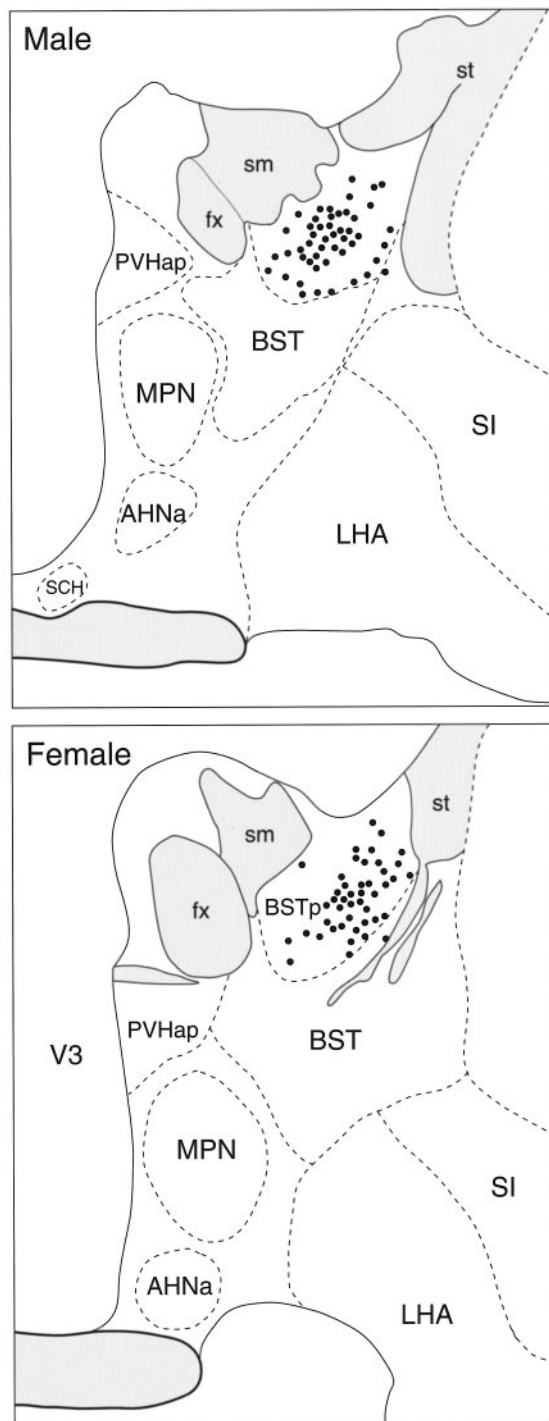 Male
st
sm
fx
PVHap
BST
MPN
SI
AHNa
LHA
SCH
Female
st
sm
fx
BSTp
PVHap
BST
V3
MPN
SI
AHNa
LHA